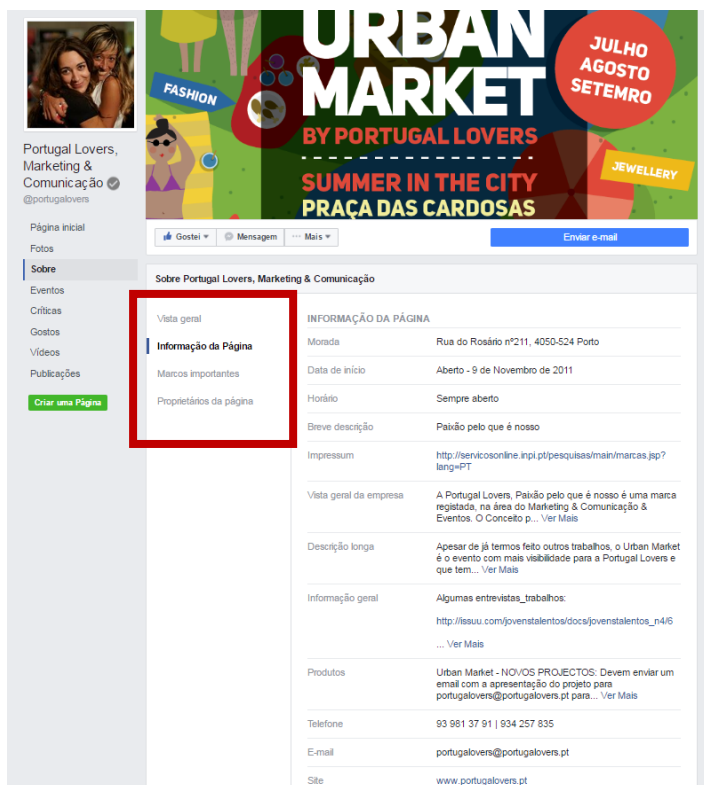 URBAN
MARKET
BY PORTUGAL LOVERS
SUMMER IN THE CITY
PRAÇA DAS CARDOSAS
JULHO
AGOSTO
SETEMRO
FASHION
JEWELLERY
Portugal Lovers,
Marketing &
Comunicação
@portugalovers
Página inicial
Fotos
Sobre
Eventos
Críticas
Gostos
Vídeos
Publicações
Criar uma Página
Gostei
Mensagem
Mais
Enviar e-mail
Sobre Portugal Lovers, Marketing & Comunicação
Vista geral
Informação da Página
Marcos importantes
Proprietários da página
INFORMAÇÃO DA PÁGINA
Morada Rua do Rosário nº211, 4050-524 Porto
Data de início Aberto - 9 de Novembro de 2011
Horário Sempre aberto
Breve descrição Paixão pelo que é nosso
Impressum http://servicosonline.inpi.pt/pesquisas/main/marcas.jsp?
lang=PT
Vista geral da empresa A Portugal Lovers, Paixão pelo que é nosso é uma marca
registada, na área do Marketing & Comunicação &
Eventos. O Conceito p... Ver Mais
Descrição longa Apesar de já termos feito outros trabalhos, o Urban Market
é o evento com mais visibilidade para a Portugal Lovers e
que tem... Ver Mais
Informação geral Algumas entrevistas_trabalhos:
http://issuu.com/jovenstalentos/docs/jovenstalentos_n4/6
... Ver Mais
Produtos Urban Market - NOVOS PROJECTOS: Devem enviar um
email com a apresentação do projeto para
portugalovers@portugalovers.pt para... Ver Mais
Telefone 93 981 37 91 | 934 257 835
E-mail portugalovers@portugalovers.pt
Site www.portugalovers.pt